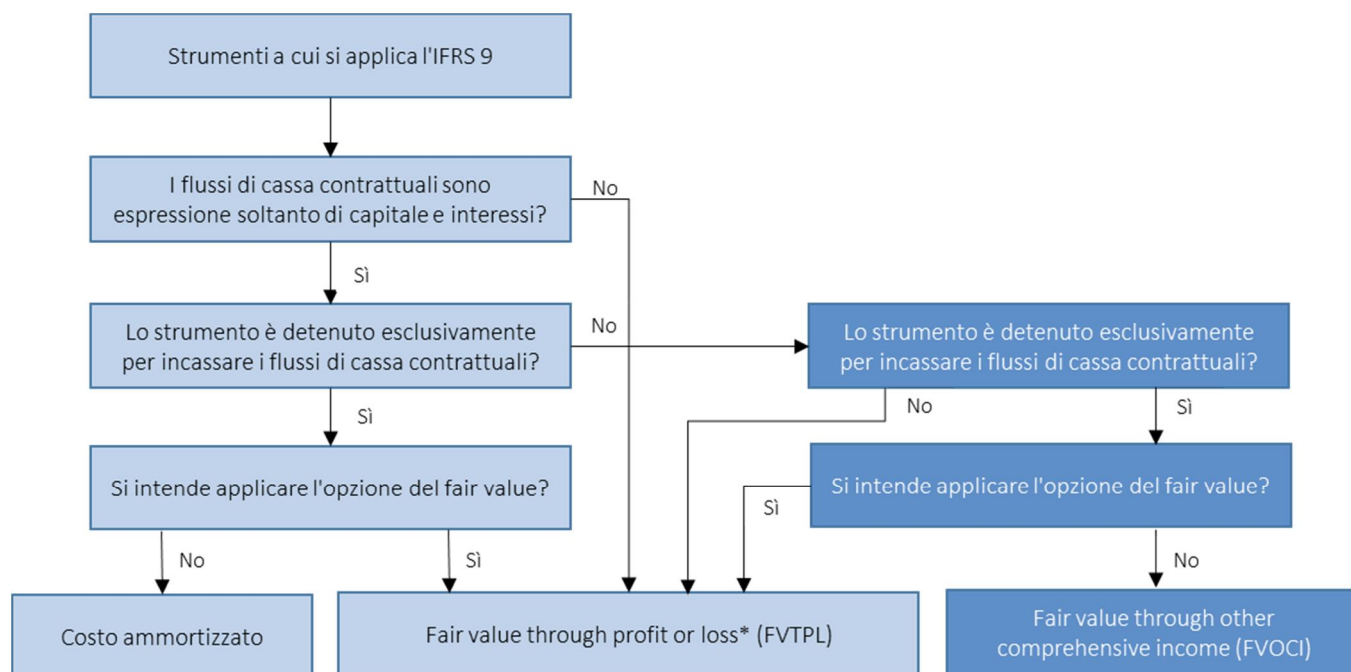 Strumenti a cui si applica l'IFRS 9
I flussi di cassa contrattuali sono
espressione soltanto di capitale e interessi?
No
Sì
Lo strumento è detenuto esclusivamente
per incassare i flussi di cassa contrattuali?
No
Lo strumento è detenuto esclusivamente
per incassare i flussi di cassa contrattuali?
Sì
No
Sì
Si intende applicare l'opzione del fair value?
Si intende applicare l'opzione del fair value?
Sì
No
Sì
No
Costo ammortizzato
Fair value through profit or loss* (FVTPL)
Fair value through other
comprehensive income (FVOCI)